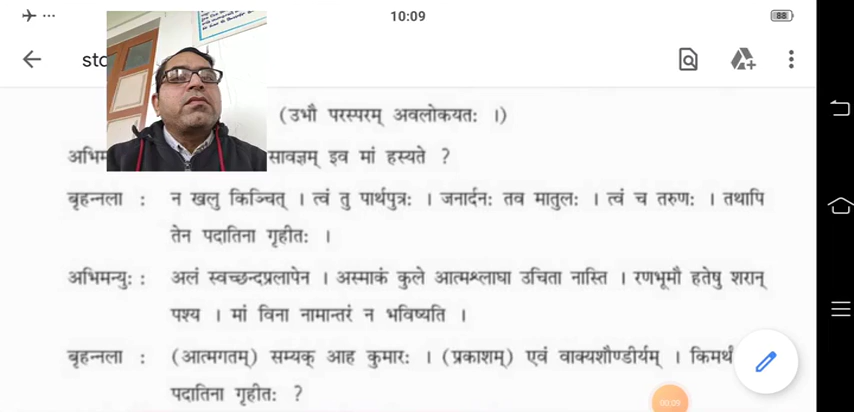 10:09
88
std
(उभौ परस्परम् अवलोकयतः ।)
अभिम सावज्ञम् इव मां हस्यते ?
बृहन्नला : न खलु किञ्चित् । त्वं तु पार्थपुत्रः । जनार्दनः तव मातुलः । त्वं च तरुणः । तथापि
तेन पदातिना गृहीतः ।
अभिमन्युः : अलं स्वच्छन्दप्रलापेन । अस्माकं कुले आत्मश्लाघा उचिता नास्ति । रणभूमौ हतेषु शरान्
पश्य । मां विना नामान्तरं न भविष्यति ।
बृहन्नला : (आत्मगतम्) सम्यक् आह कुमारः । (प्रकाशम्) एवं वाक्यशौण्डीर्यम् । किमर्थं
पदातिना गृहीतः ?
00:09